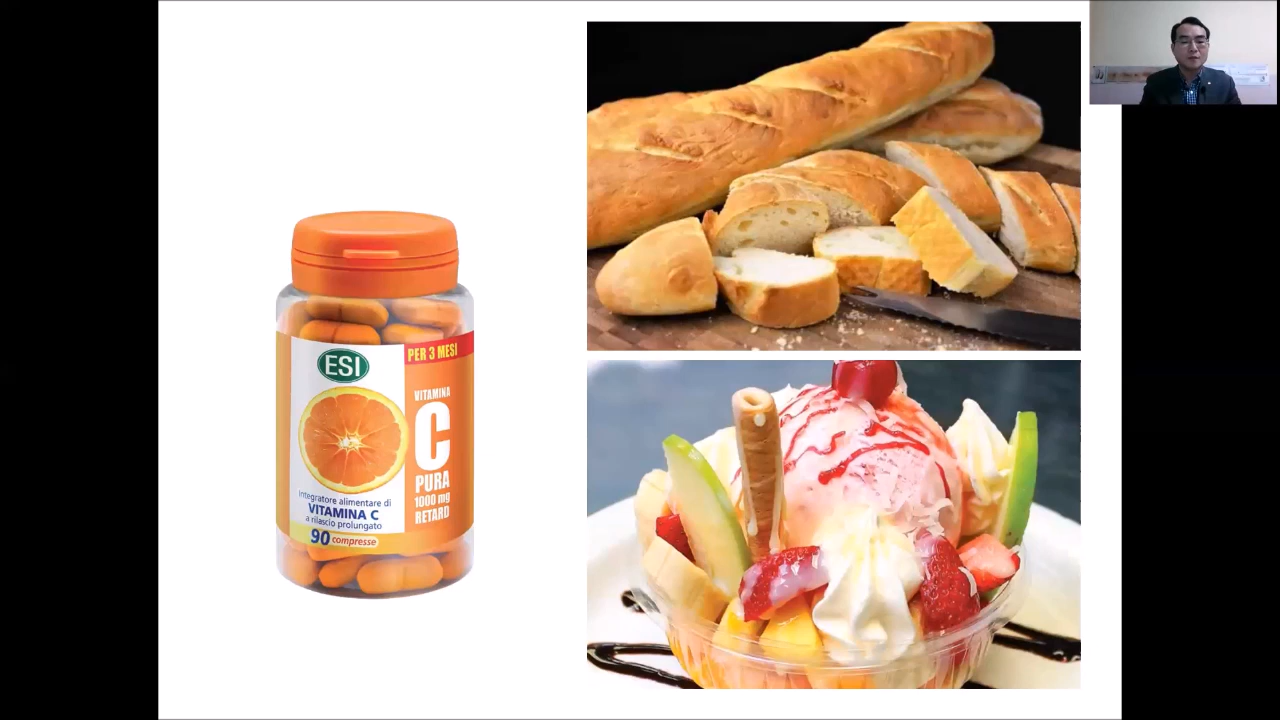 ESI
PER 3 MESI
VITAMINA
C
PURA
1000 mg
RETARD
integratore alimentare di
VITAMINA C
a rilascio prolungato
90 compresse